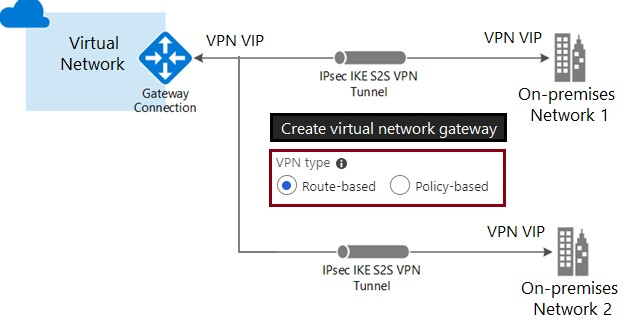 Virtual
Network
Gateway
Connection
VPN VIP
IPsec IKE S2S VPN
Tunnel
VPN VIP
On-premises
Network 1
Create virtual network gateway
VPN type
Route-based
Policy-based
IPsec IKE S2S VPN
Tunnel
VPN VIP
On-premises
Network 2